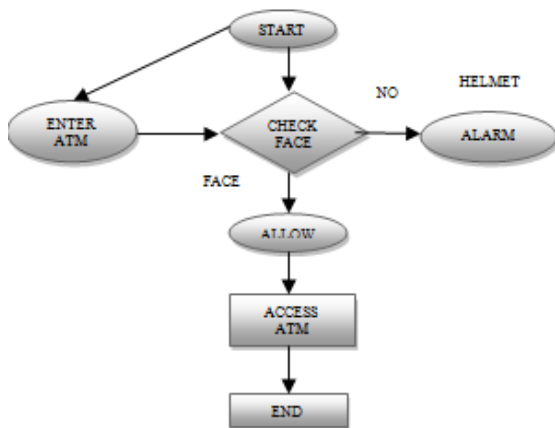 START
ENTER
ATM
CHECK
FACE
NO
HELMET
ALARM
FACE
ALLOW
ACCESS
ATM
END